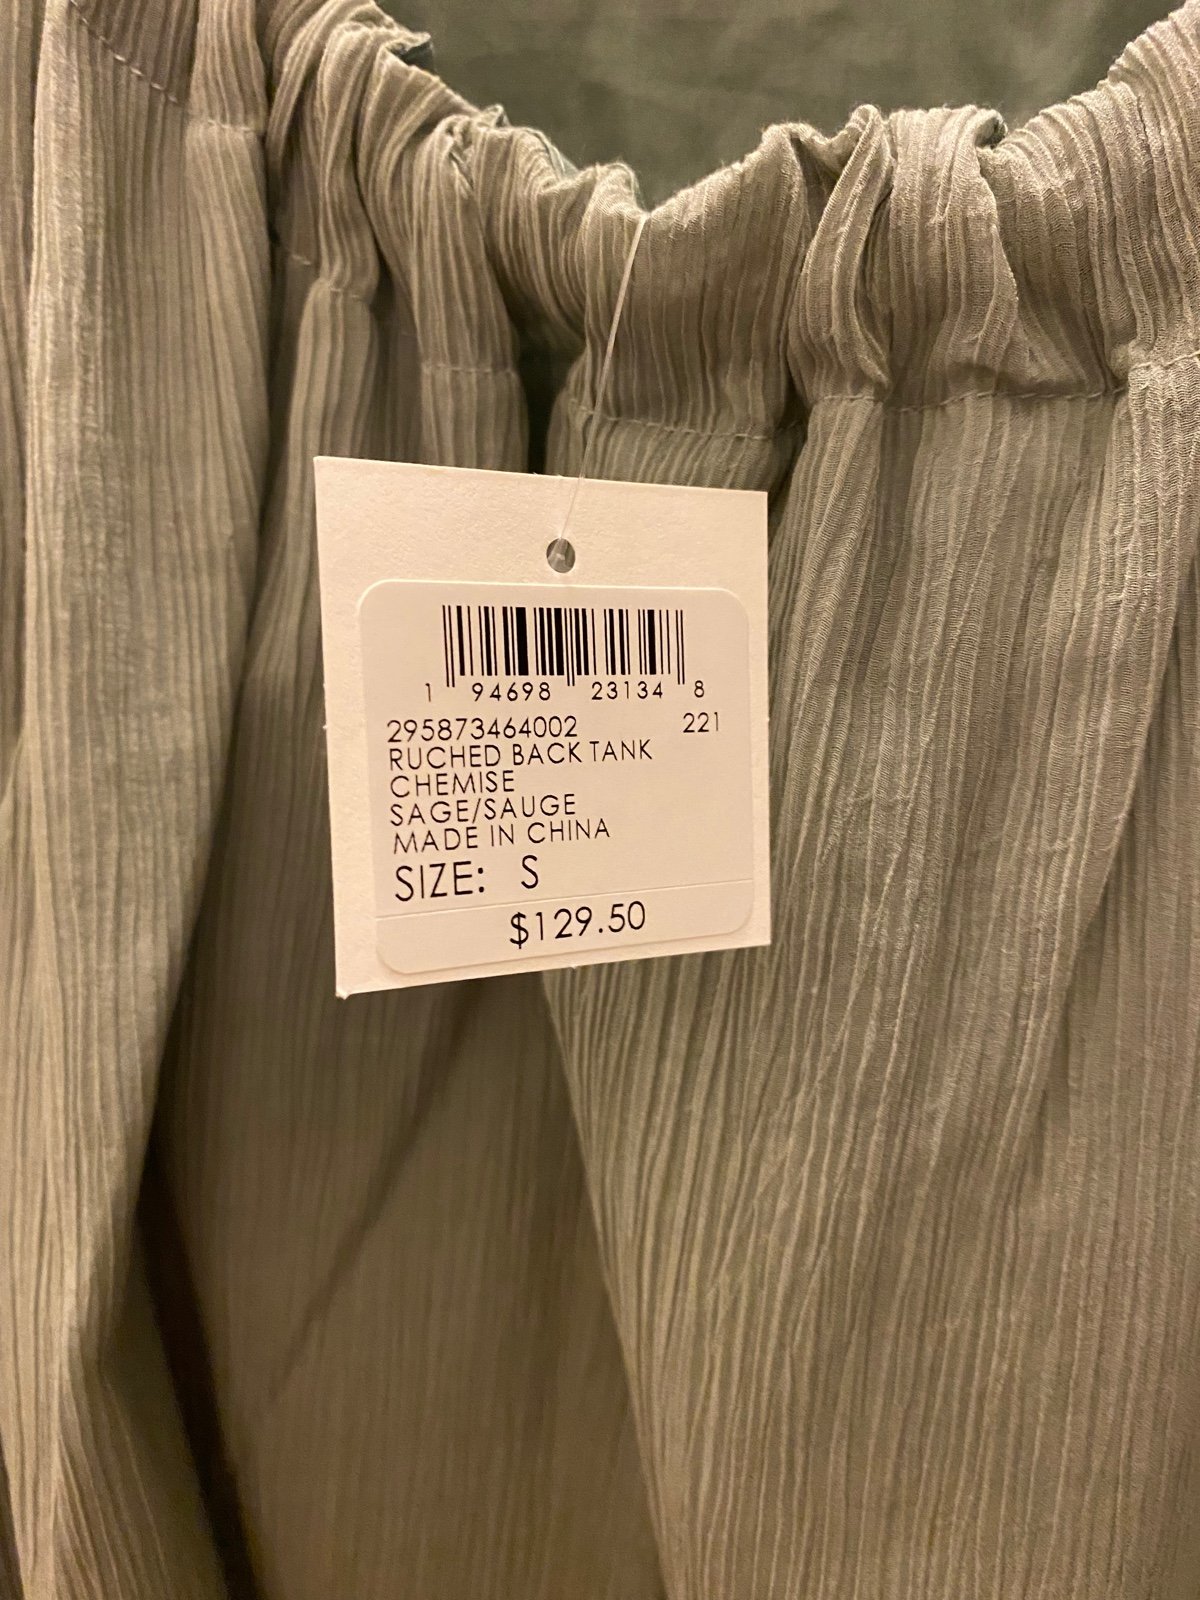 1 94698 23134 8
295873464002 221
RUCHED BACK TANK
CHEMISE
SAGE/SAUGE
MADE IN CHINA
SIZE: S
$129.50